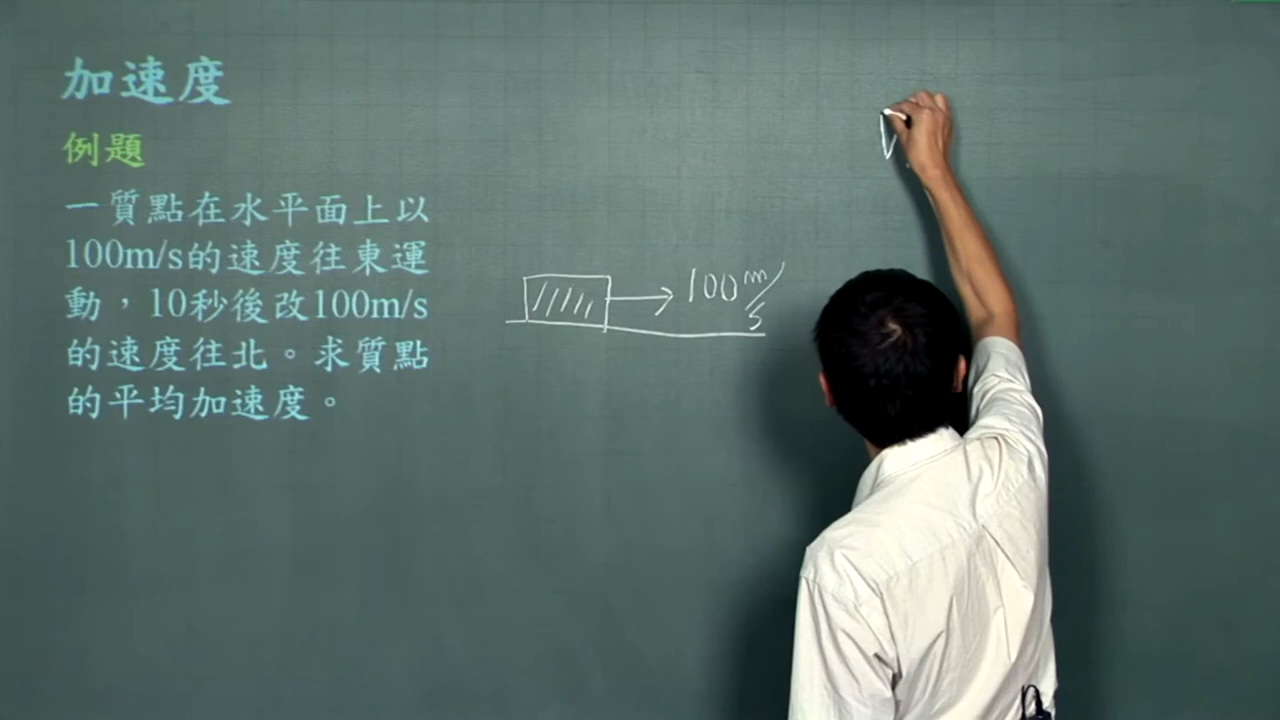 加速度
例題
一質點在水平面上以
100m/s的速度往東運
動，10秒後改100m/s
的速度往北。求質點
的平均加速度。
100 m/s